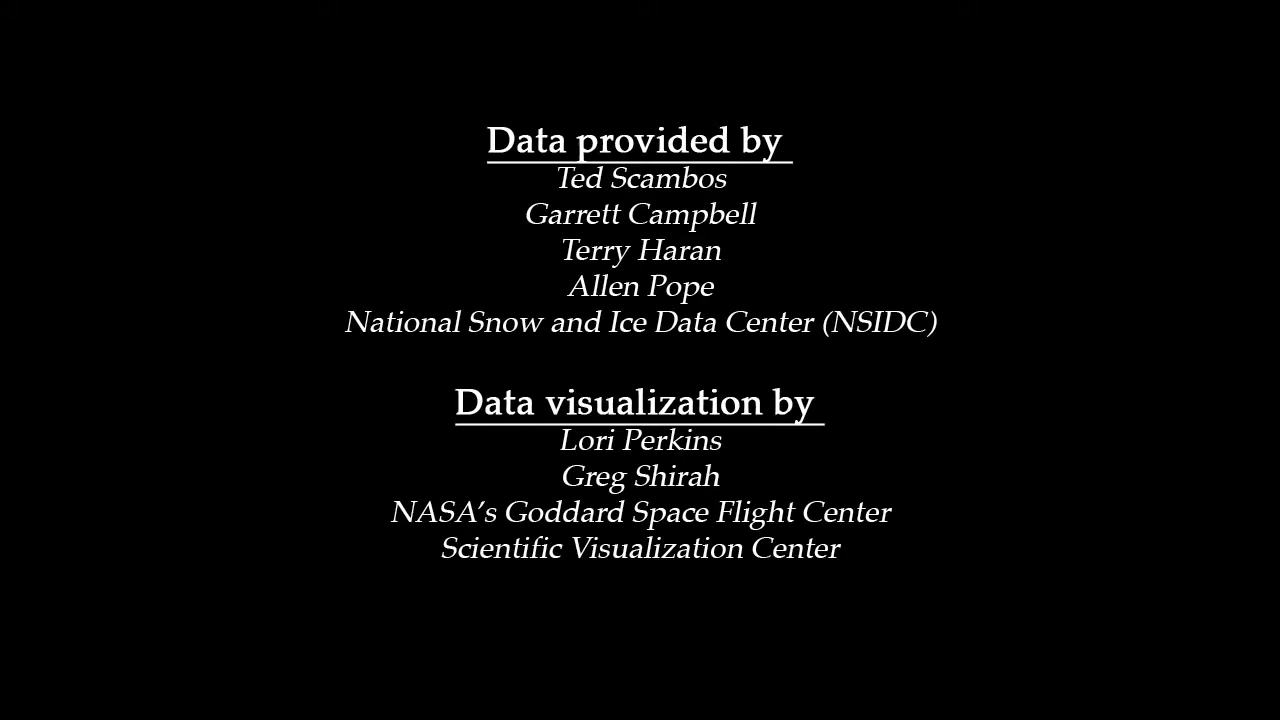 Data provided by
Ted Scambos
Garrett Campbell
Terry Haran
Allen Pope
National Snow and Ice Data Center (NSIDC)
Data visualization by
Lori Perkins
Greg Shirah
NASA’s Goddard Space Flight Center
Scientific Visualization Center